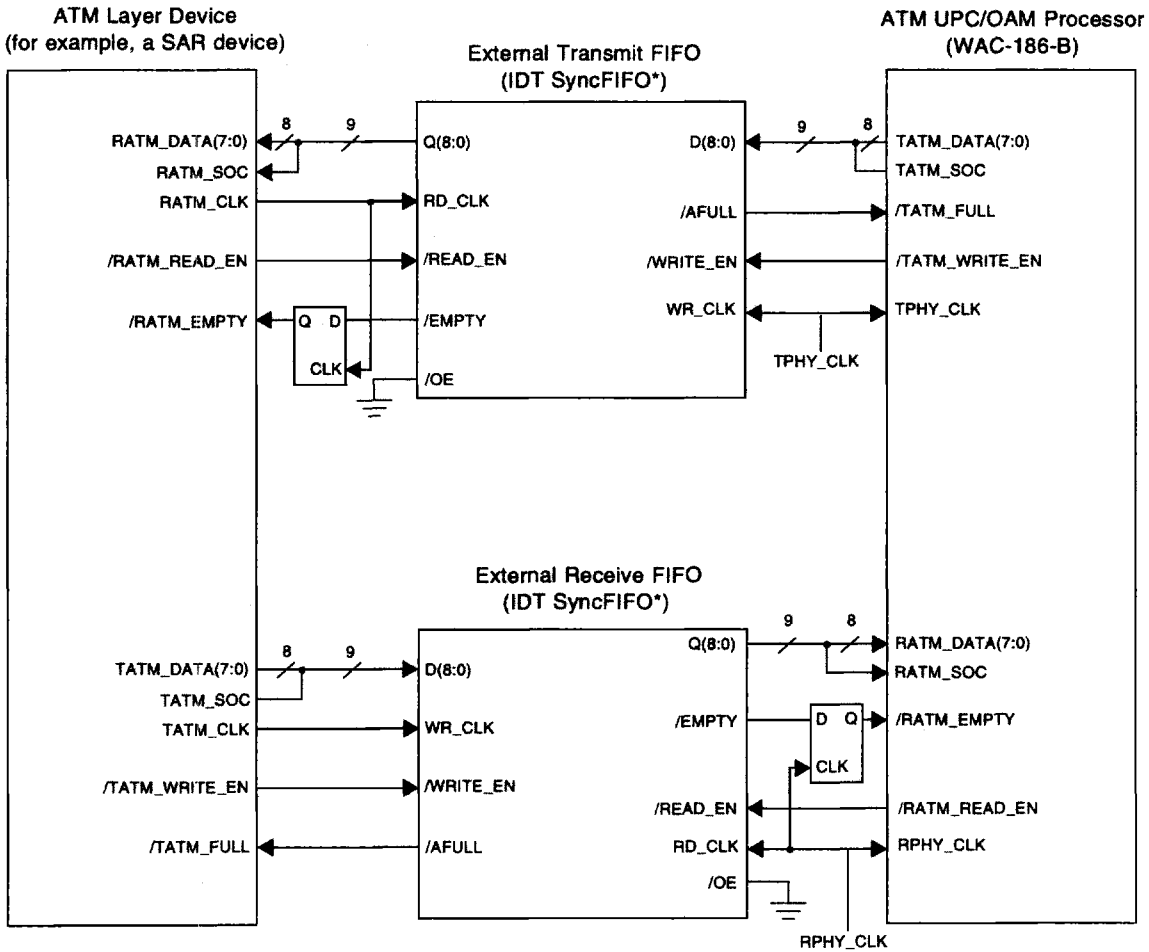 ATM Layer Device
(for example, a SAR device)
External Transmit FIFO
(IDT SyncFIFO*)
ATM UPC/OAM Processor
(WAC-186-B)
RATM_DATA(7:0)
8
9
Q(8:0)
D(8:0)
9
8
TATM_DATA(7:0)
RATM_SOC
TATM_SOC
RATM_CLK
RD_CLK
/AFULL
/TATM_FULL
/RATM_READ_EN
/READ_EN
/WRITE_EN
/TATM_WRITE_EN
/RATM_EMPTY
Q D
/EMPTY
WR_CLK
TPHY_CLK
CLK
TPHY_CLK
/OE
External Receive FIFO
(IDT SyncFIFO*)
TATM_DATA(7:0)
8
9
D(8:0)
Q(8:0)
9
8
RATM_DATA(7:0)
TATM_SOC
RATM_SOC
TATM_CLK
WR_CLK
/EMPTY
D Q
/RATM_EMPTY
CLK
/TATM_WRITE_EN
/WRITE_EN
/READ_EN
/RATM_READ_EN
/TATM_FULL
/AFULL
RD_CLK
RPHY_CLK
/OE
RPHY_CLK